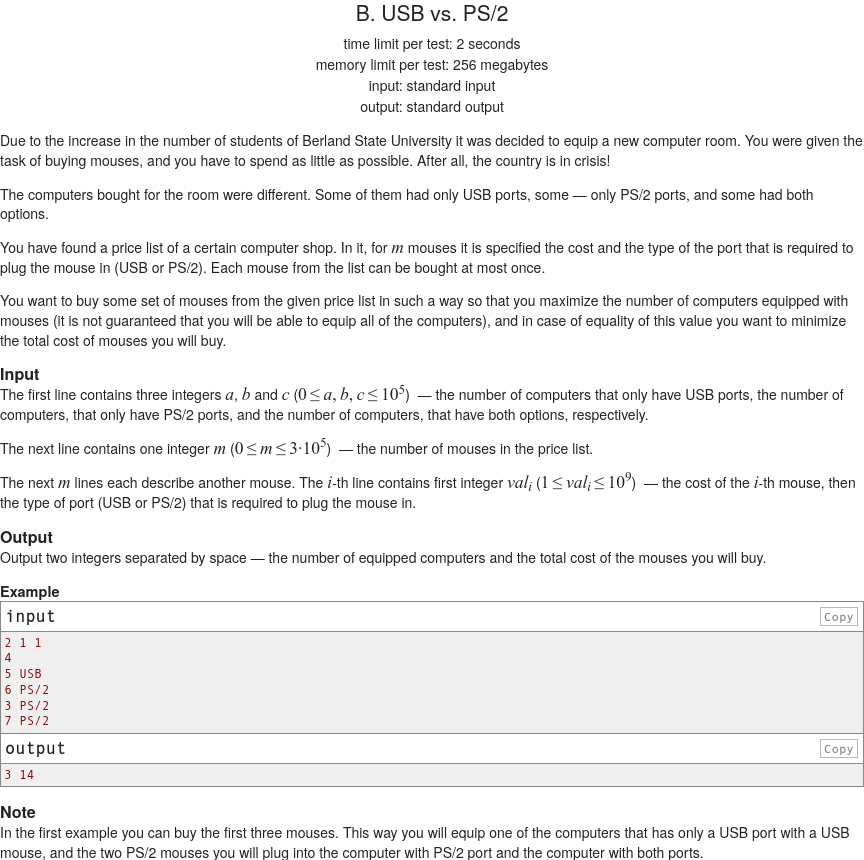 B. USB vs. PS/2
time limit per test: 2 seconds
memory limit per test: 256 megabytes
input: standard input
output: standard output
Due to the increase in the number of students of Berland State University it was decided to equip a new computer room. You were given the
task of buying mouses, and you have to spend as little as possible. After all, the country is in crisis!
The computers bought for the room were different. Some of them had only USB ports, some — only PS/2 ports, and some had both
options.
You have found a price list of a certain computer shop. In it, for m mouses it is specified the cost and the type of the port that is required to
plug the mouse in (USB or PS/2). Each mouse from the list can be bought at most once.
You want to buy some set of mouses from the given price list in such a way so that you maximize the number of computers equipped with
mouses (it is not guaranteed that you will be able to equip all of the computers), and in case of equality of this value you want to minimize
the total cost of mouses you will buy.
Input
The first line contains three integers a, b and c (0 ≤ a, b, c ≤ 10^5)  — the number of computers that only have USB ports, the number of
computers, that have only PS/2 ports, and the number of computers, that have both options, respectively.
The next line contains one integer m (0 ≤ m ≤ 3·10^5)  — the number of mouses in the price list.
The next m lines each describe another mouse. The i-th line contains first integer val_i (1 ≤ val_i ≤ 10^9)  — the cost of the i-th mouse, then
the type of port (USB or PS/2) that is required to plug the mouse in.
Output
Output two integers separated by space — the number of equipped computers and the total cost of the mouses you will buy.
Example
input
Copy
2 1 1
4
5 USB
6 PS/2
3 PS/2
7 PS/2
output
Copy
3 14
Note
In the first example you can buy the first three mouses. This way you will equip one of the computers that has only a USB port with a USB
mouse, and the two PS/2 mouses you will plug into the computer with PS/2 port and the computer with both ports.